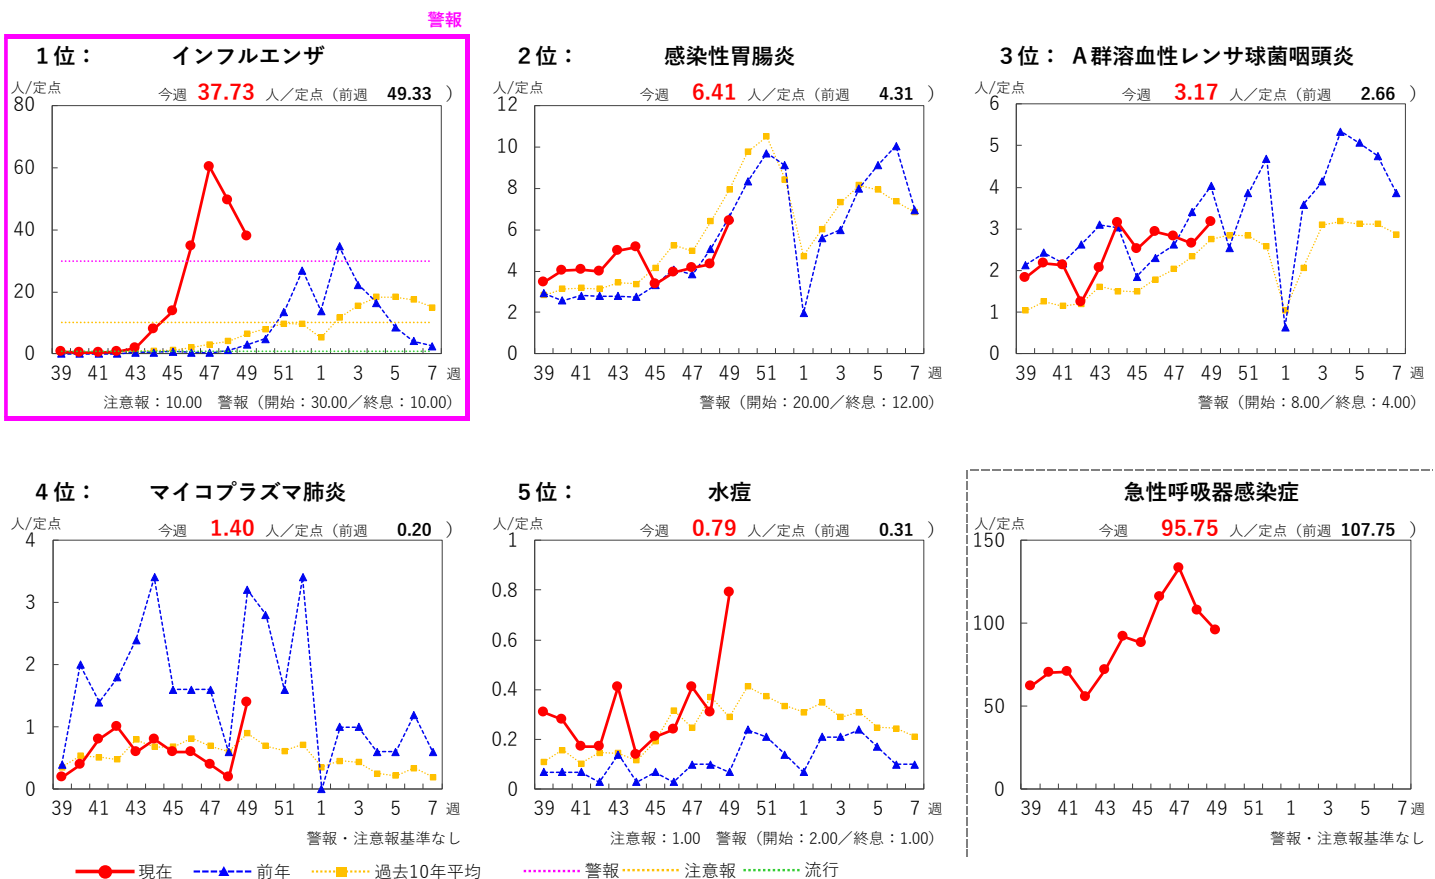 警報
１位： インフルエンザ
人/定点 今週 37.73 人／定点（前週 49.33 ）
80
60
40
20
0
39 41 43 45 47 49 51 1 3 5 7 週
注意報：10.00 警報（開始：30.00／終息：10.00）
２位： 感染性胃腸炎
人/定点 今週 6.41 人／定点（前週 4.31 ）
12
10
8
6
4
2
0
39 41 43 45 47 49 51 1 3 5 7 週
警報（開始：20.00／終息：12.00）
３位： Ａ群溶血性レンサ球菌咽頭炎
人/定点 今週 3.17 人／定点（前週 2.66 ）
6
5
4
3
2
1
0
39 41 43 45 47 49 51 1 3 5 7 週
警報（開始：8.00／終息：4.00）
４位： マイコプラズマ肺炎
人/定点 今週 1.40 人／定点（前週 0.20 ）
4
3
2
1
0
39 41 43 45 47 49 51 1 3 5 7 週
警報・注意報基準なし
５位： 水痘
人/定点 今週 0.79 人／定点（前週 0.31 ）
1
0.8
0.6
0.4
0.2
0
39 41 43 45 47 49 51 1 3 5 7 週
注意報：1.00 警報（開始：2.00／終息：1.00）
急性呼吸器感染症
人/定点 今週 95.75 人／定点（前週 107.75 ）
150
100
50
0
39 41 43 45 47 49 51 1 3 5 7 週
警報・注意報基準なし
現在 前年 過去10年平均 警報 注意報 流行